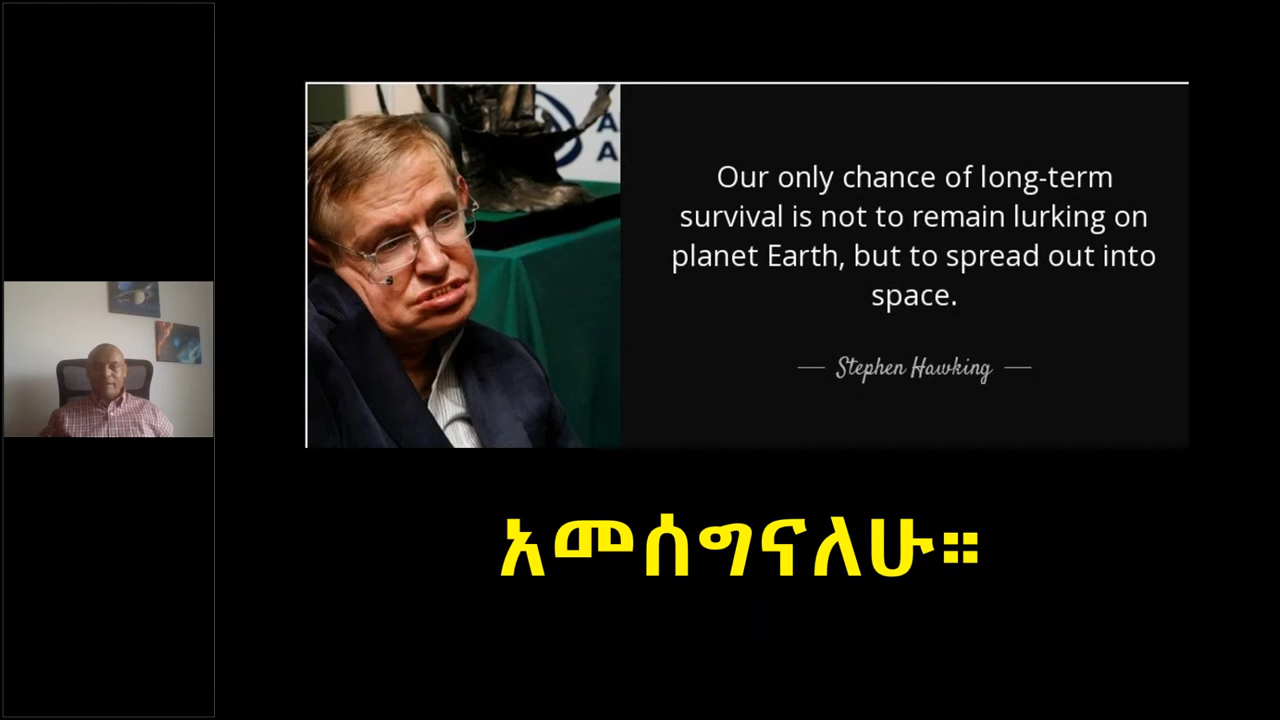 A
A
Our only chance of long-term
survival is not to remain lurking on
planet Earth, but to spread out into
space.
— Stephen Hawking —
አመሰግናለሁ።